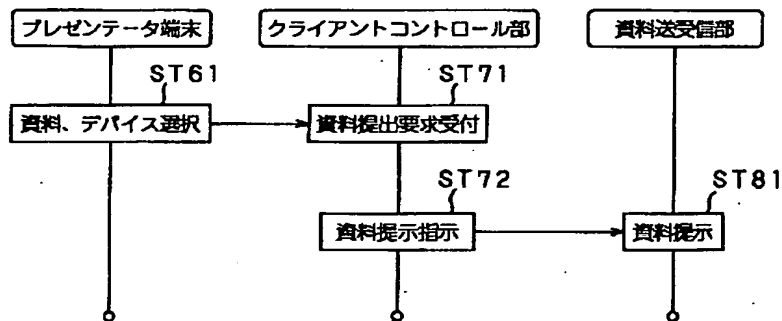 プレゼンテータ端末
クライアントコントロール部
資料送受信部
ST61
ST71
資料、デバイス選択
資料提出要求受付
ST72
ST81
資料提示指示
資料提示